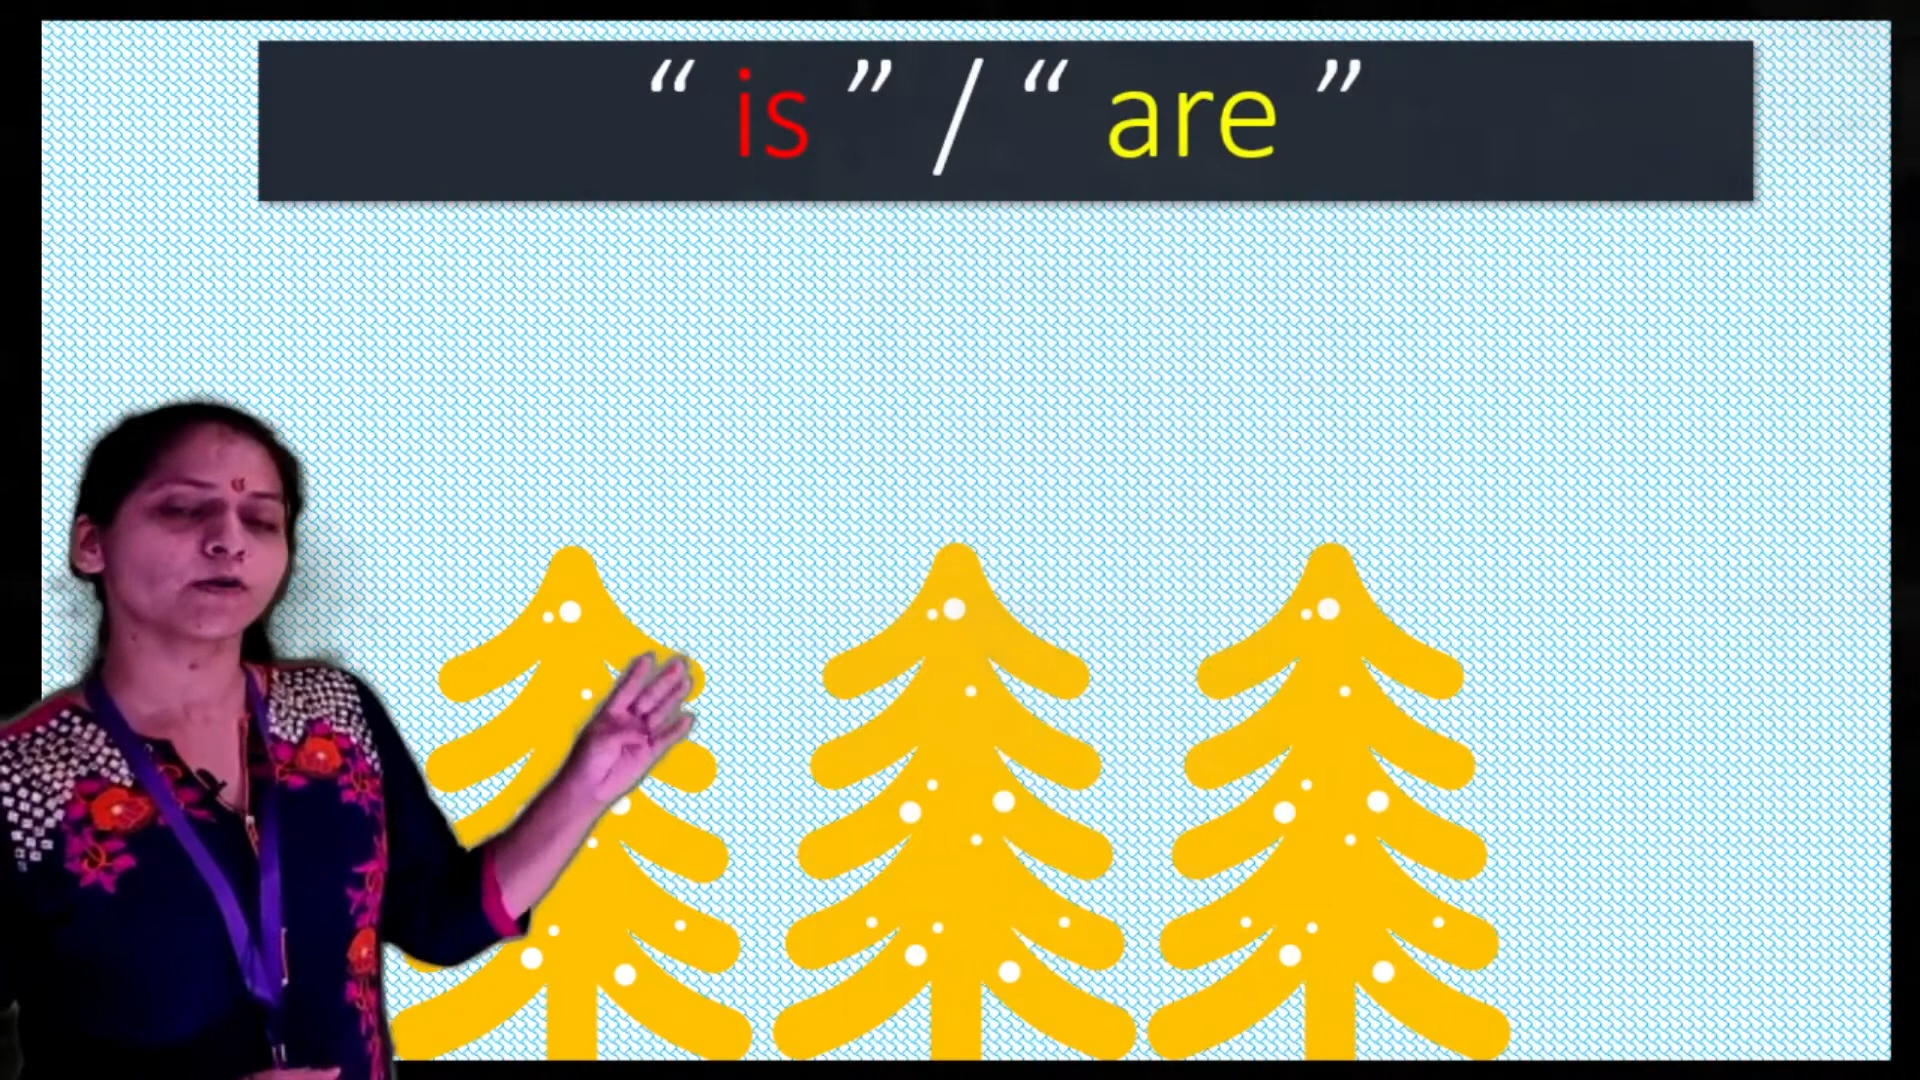 “ is ” / “ are ”